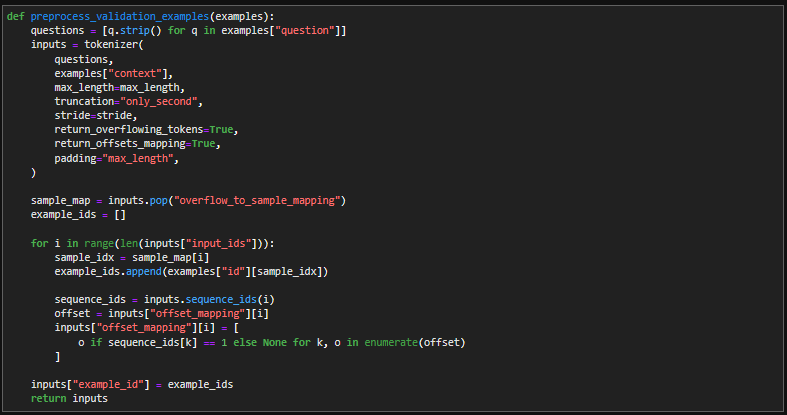 def preprocess_validation_examples(examples):
    questions = [q.strip() for q in examples["question"]]
    inputs = tokenizer(
        questions,
        examples["context"],
        max_length=max_length,
        truncation="only_second",
        stride=stride,
        return_overflowing_tokens=True,
        return_offsets_mapping=True,
        padding="max_length",
    )

    sample_map = inputs.pop("overflow_to_sample_mapping")
    example_ids = []

    for i in range(len(inputs["input_ids"])):
        sample_idx = sample_map[i]
        example_ids.append(examples["id"][sample_idx])

        sequence_ids = inputs.sequence_ids(i)
        offset = inputs["offset_mapping"][i]
        inputs["offset_mapping"][i] = [
            o if sequence_ids[k] == 1 else None for k, o in enumerate(offset)
        ]

    inputs["example_id"] = example_ids
    return inputs